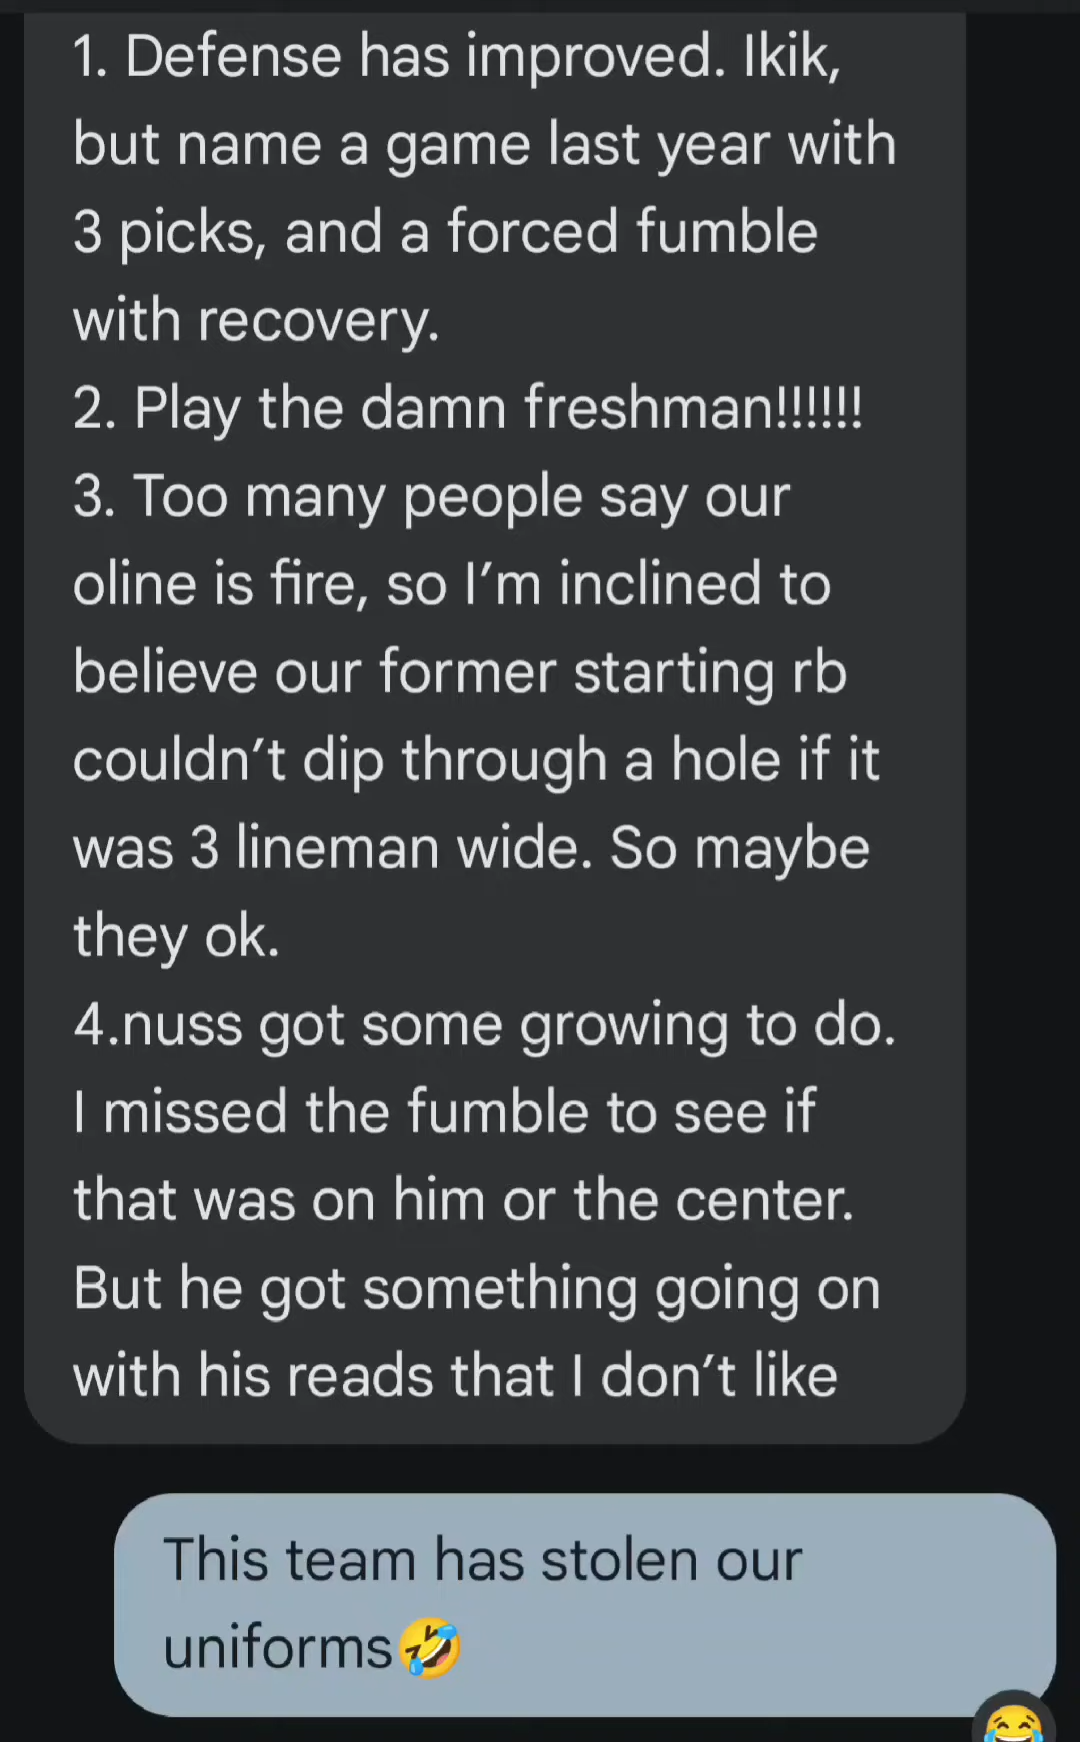 1. Defense has improved. Ikik,
but name a game last year with
3 picks, and a forced fumble
with recovery.
2. Play the damn freshman!!!!!!
3. Too many people say our
oline is fire, so I’m inclined to
believe our former starting rb
couldn’t dip through a hole if it
was 3 lineman wide. So maybe
they ok.
4.nuss got some growing to do.
I missed the fumble to see if
that was on him or the center.
But he got something going on
with his reads that I don’t like
This team has stolen our
uniforms🤣